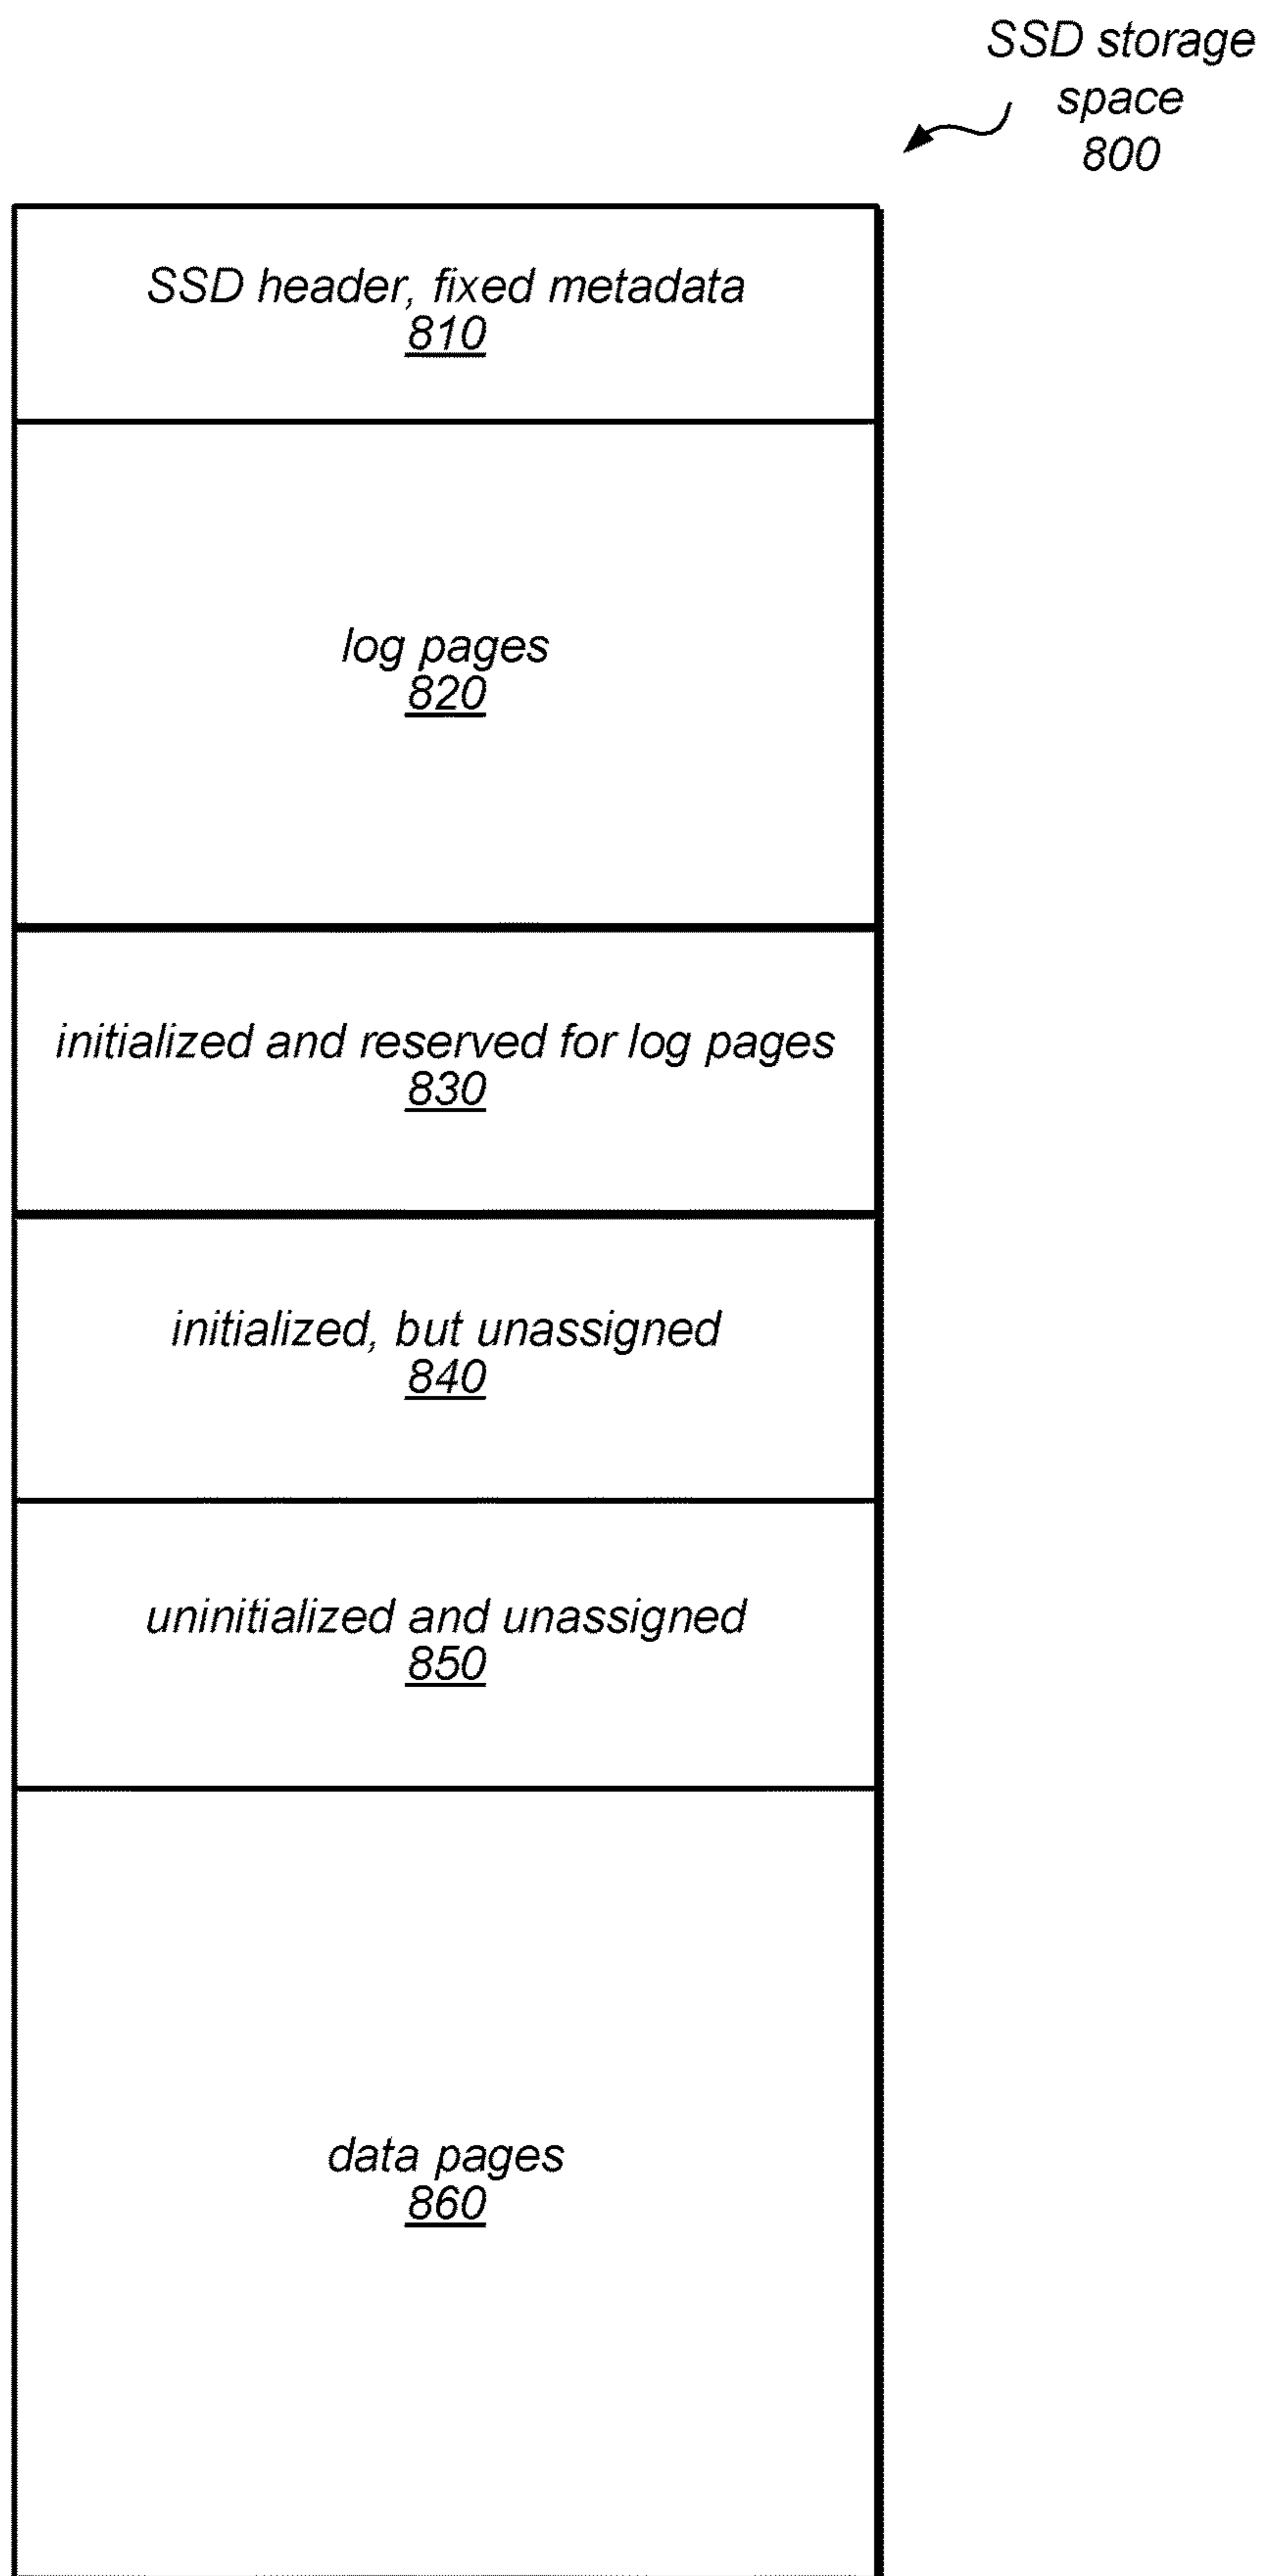 SSD storage
space
800
SSD header, fixed metadata
810
log pages
820
initialized and reserved for log pages
830
initialized, but unassigned
840
uninitialized and unassigned
850
data pages
860